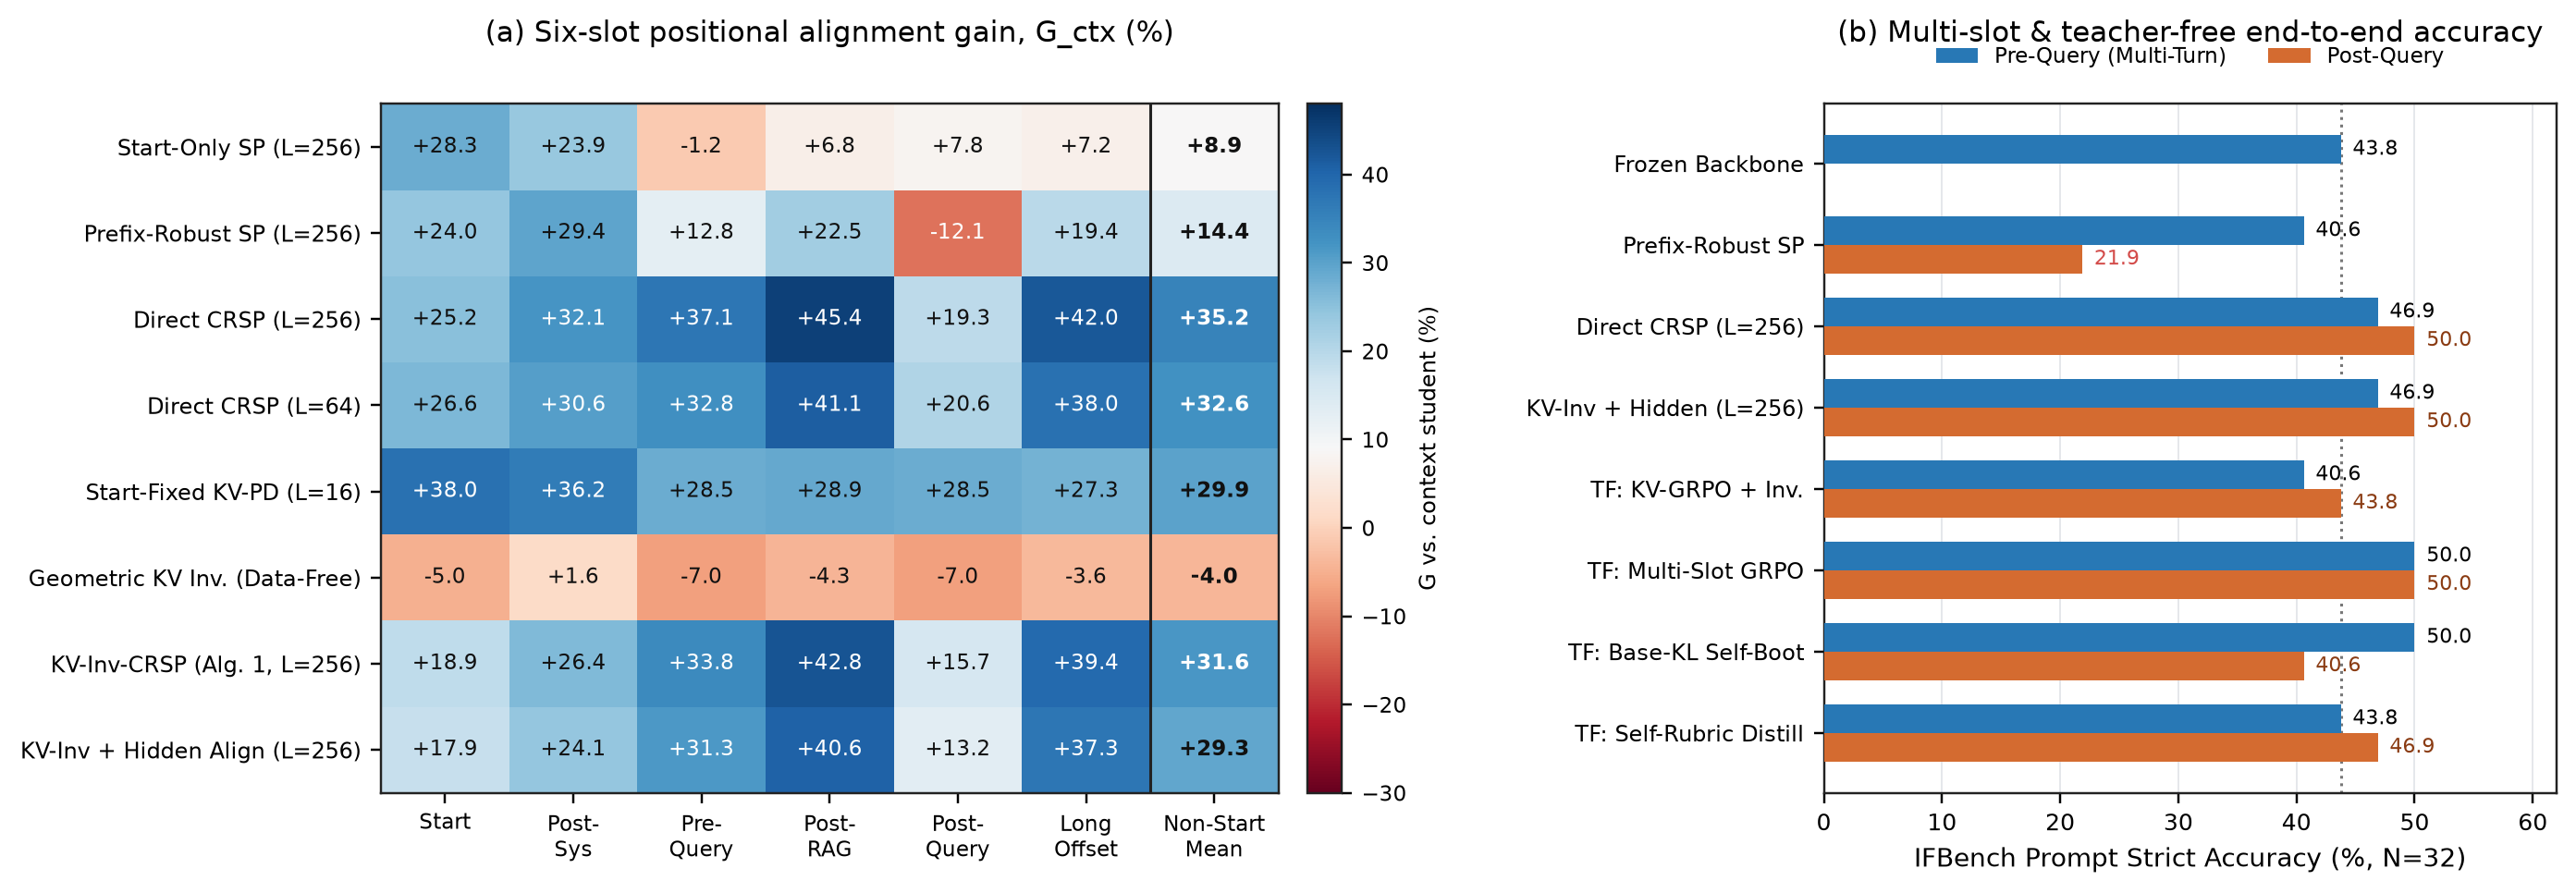 (a) Six-slot positional alignment gain, G_ctx (%)
Start-Only SP (L=256) +28.3 +23.9 -1.2 +6.8 +7.8 +7.2 +8.9
Prefix-Robust SP (L=256) +24.0 +29.4 +12.8 +22.5 -12.1 +19.4 +14.4
Direct CRSP (L=256) +25.2 +32.1 +37.1 +45.4 +19.3 +42.0 +35.2
Direct CRSP (L=64) +26.6 +30.6 +32.8 +41.1 +20.6 +38.0 +32.6
Start-Fixed KV-PD (L=16) +38.0 +36.2 +28.5 +28.9 +28.5 +27.3 +29.9
Geometric KV Inv. (Data-Free) -5.0 +1.6 -7.0 -4.3 -7.0 -3.6 -4.0
KV-Inv-CRSP (Alg. 1, L=256) +18.9 +26.4 +33.8 +42.8 +15.7 +39.4 +31.6
KV-Inv + Hidden Align (L=256) +17.9 +24.1 +31.3 +40.6 +13.2 +37.3 +29.3
Start Post- Pre- Post- Post- Long Non-Start
Sys Query RAG Query Offset Mean
40
30
20
10
0
−10
−20
−30
G vs. context student (%)
(b) Multi-slot & teacher-free end-to-end accuracy
Pre-Query (Multi-Turn) Post-Query
Frozen Backbone 43.8
Prefix-Robust SP 40.6
21.9
Direct CRSP (L=256) 46.9
50.0
KV-Inv + Hidden (L=256) 46.9
50.0
TF: KV-GRPO + Inv. 40.6
43.8
TF: Multi-Slot GRPO 50.0
50.0
TF: Base-KL Self-Boot 50.0
40.6
TF: Self-Rubric Distill 43.8
46.9
0 10 20 30 40 50 60
IFBench Prompt Strict Accuracy (%, N=32)